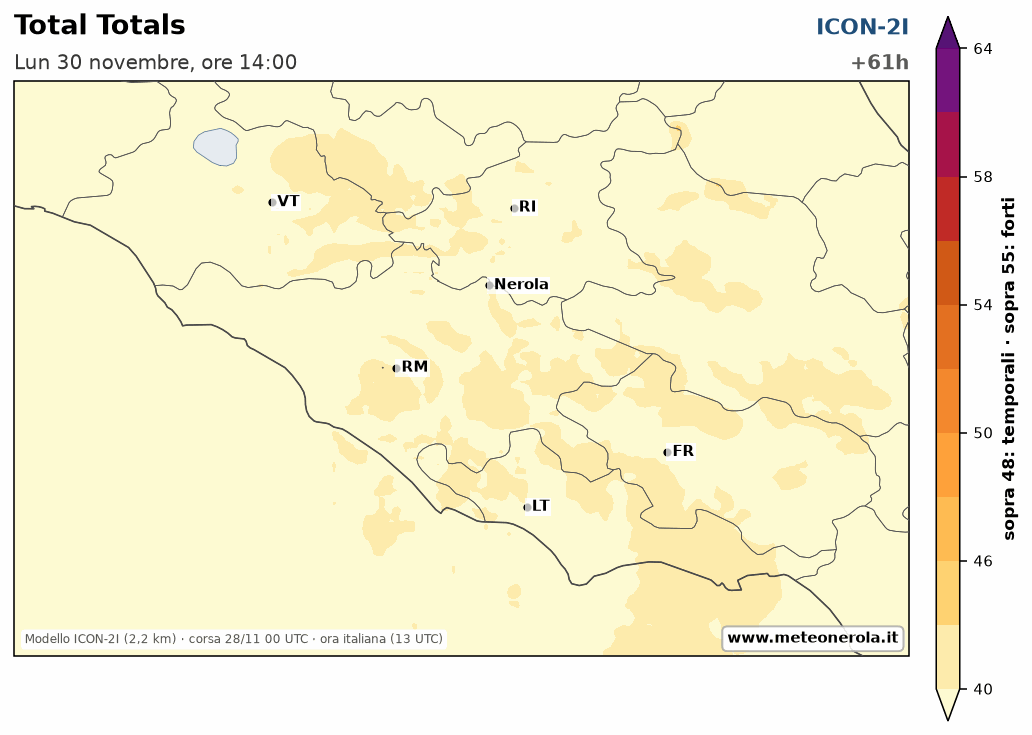 Total Totals
ICON-2I
Lun 30 novembre, ore 14:00
+61h
VT
RI
Nerola
RM
FR
LT
Modello ICON-2I (2,2 km) · corsa 28/11 00 UTC · ora italiana (13 UTC)
www.meteonerola.it
64
58
54
50
46
40
sopra 48: temporali · sopra 55: forti